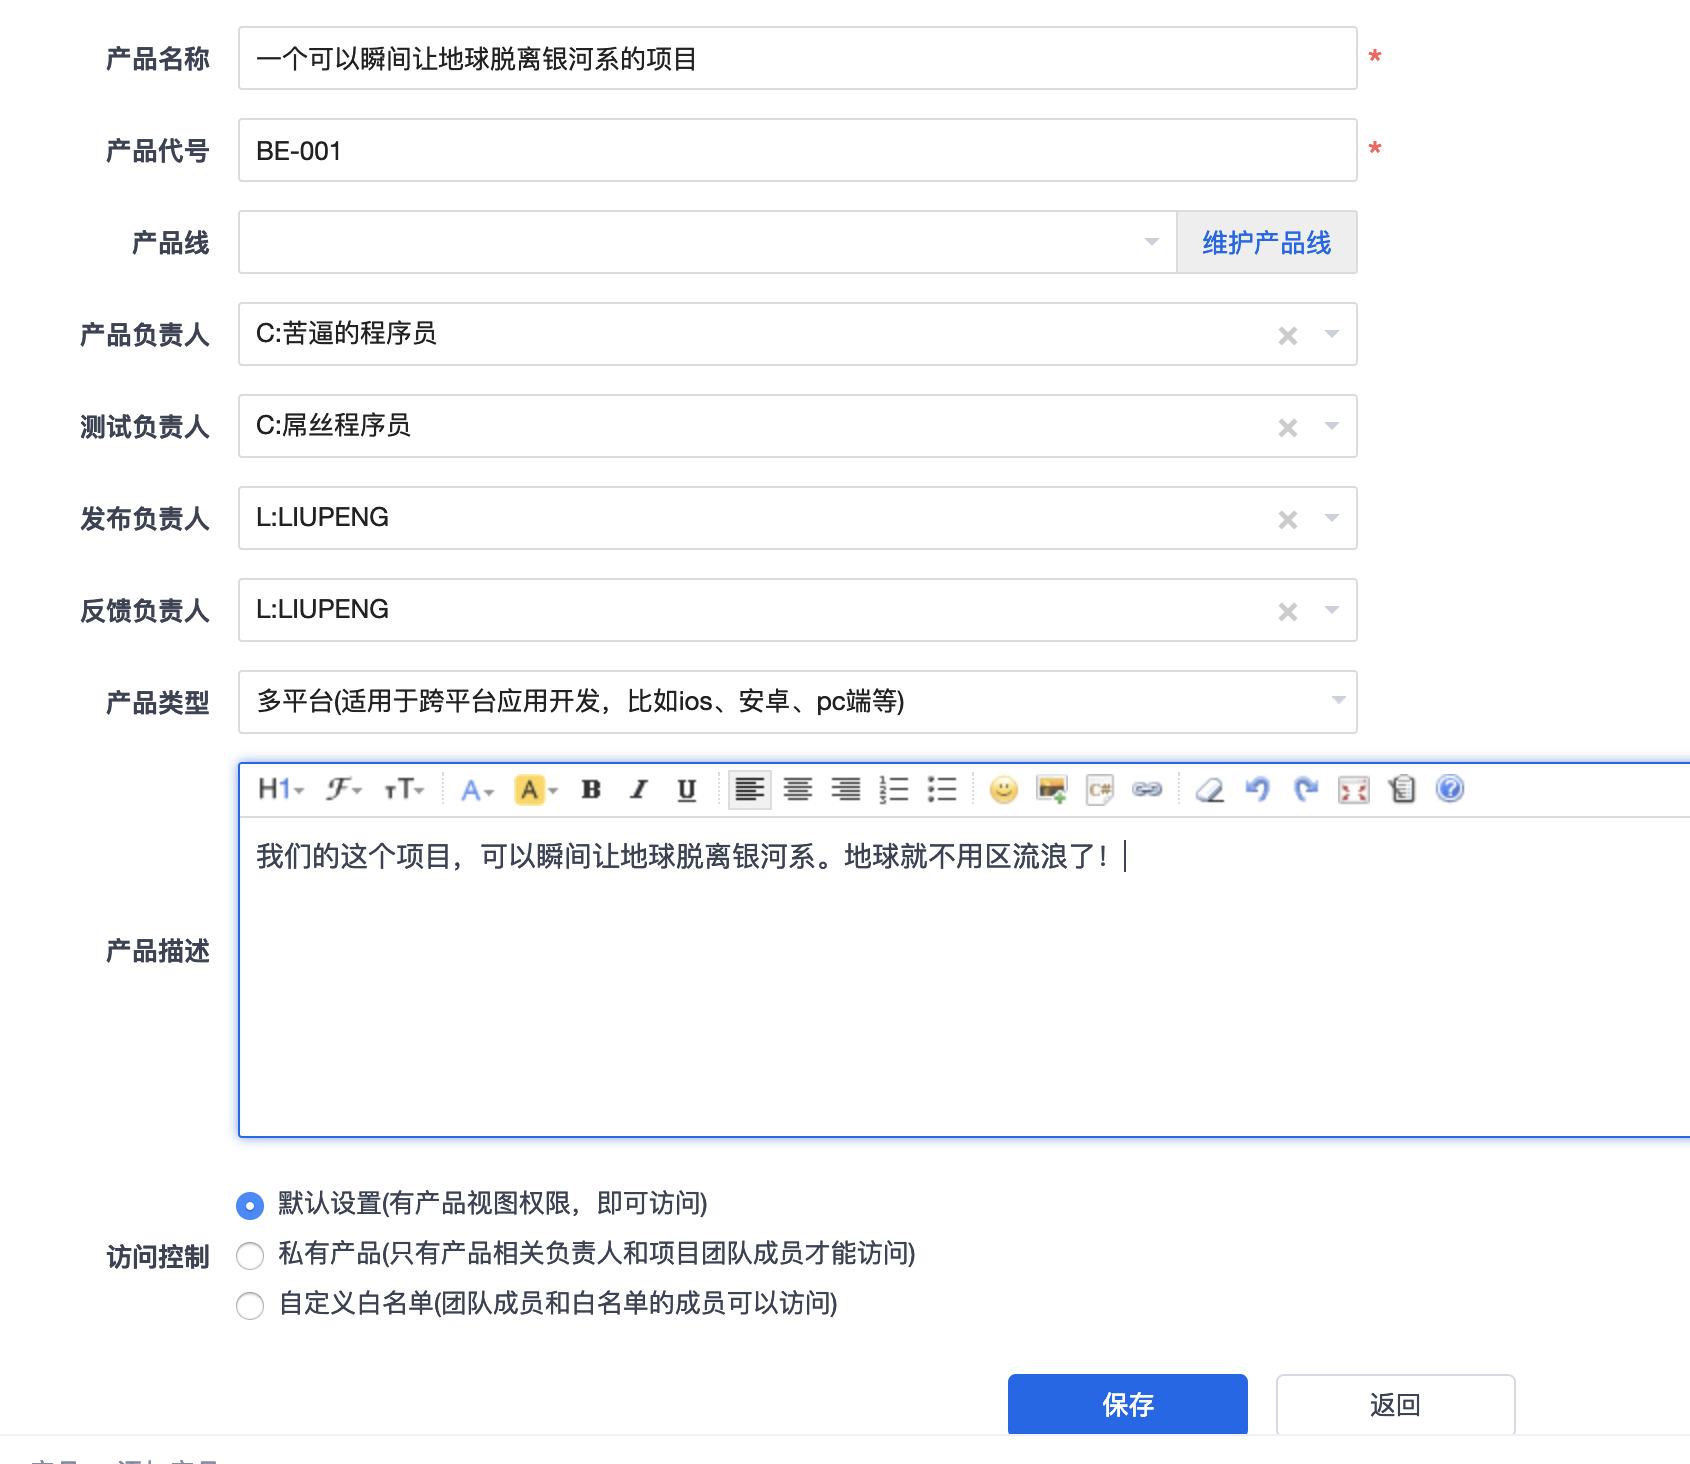 产品名称 一个可以瞬间让地球脱离银河系的项目 *
产品代号 BE-001 *
产品线 维护产品线
产品负责人 C:苦逼的程序员
测试负责人 C:屌丝程序员
发布负责人 L:LIUPENG
反馈负责人 L:LIUPENG
产品类型 多平台(适用于跨平台应用开发，比如ios、安卓、pc端等)
H1 F TT A A B I U C#
我们的这个项目，可以瞬间让地球脱离银河系。地球就不用区流浪了！
产品描述
默认设置(有产品视图权限，即可访问)
访问控制 私有产品(只有产品相关负责人和项目团队成员才能访问)
自定义白名单(团队成员和白名单的成员可以访问)
保存 返回